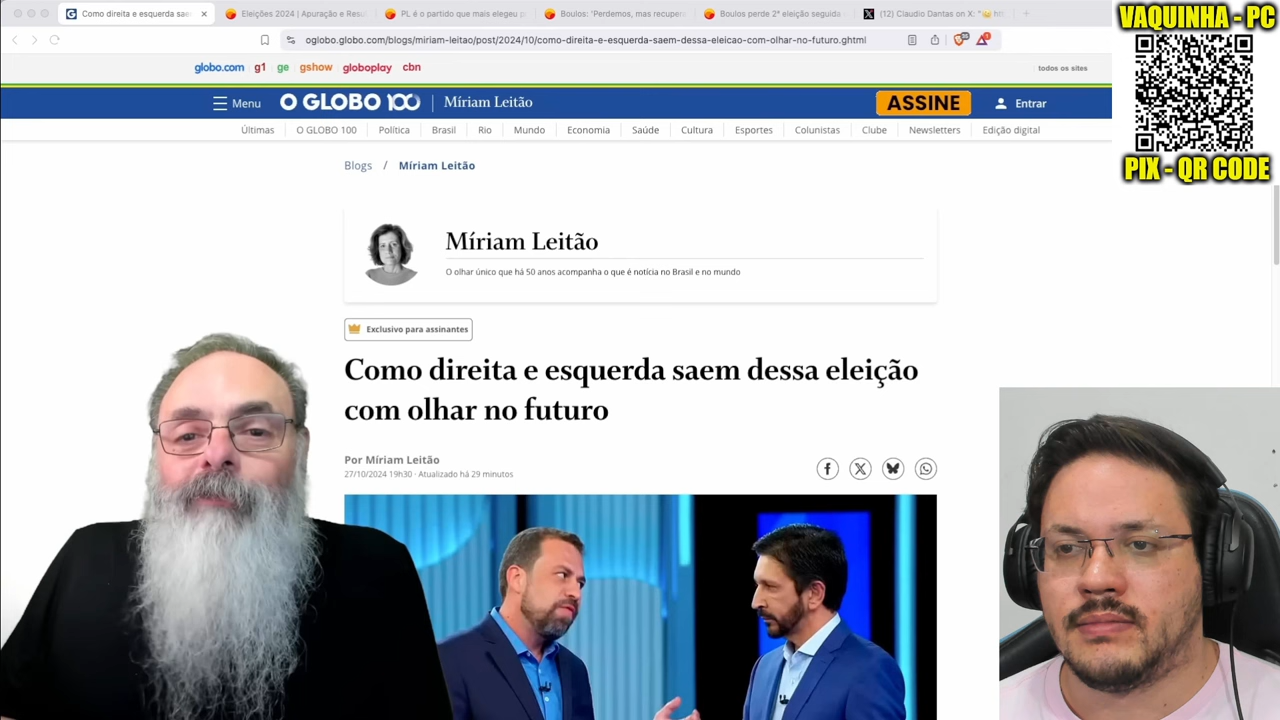 Como direita e esquerda saem
Eleições 2024 | Apuração e Resul
PL é o partido que mais elegeu p
Boulos: "Perdemos, mas recupera
Boulos perde 2ª eleição seguida
(12) Claudio Dantas on X:
oglobo.globo.com/blogs/miriam-leitao/post/2024/10/como-direita-e-esquerda-saem-dessa-eleicao-com-olhar-no-futuro.ghtml
VAQUINHA - PC
PIX - QR CODE
globo.com g1 ge gshow globoplay cbn todos os sites
Menu O GLOBO 100 Míriam Leitão ASSINE Entrar
Últimas O GLOBO 100 Política Brasil Rio Mundo Economia Saúde Cultura Esportes Colunistas Clube Newsletters Edição digital
Blogs / Míriam Leitão
Míriam Leitão
O olhar único que há 50 anos acompanha o que é notícia no Brasil e no mundo
Exclusivo para assinantes
Como direita e esquerda saem dessa eleição
com olhar no futuro
Por Míriam Leitão
27/10/2024 19h30 · Atualizado há 29 minutos